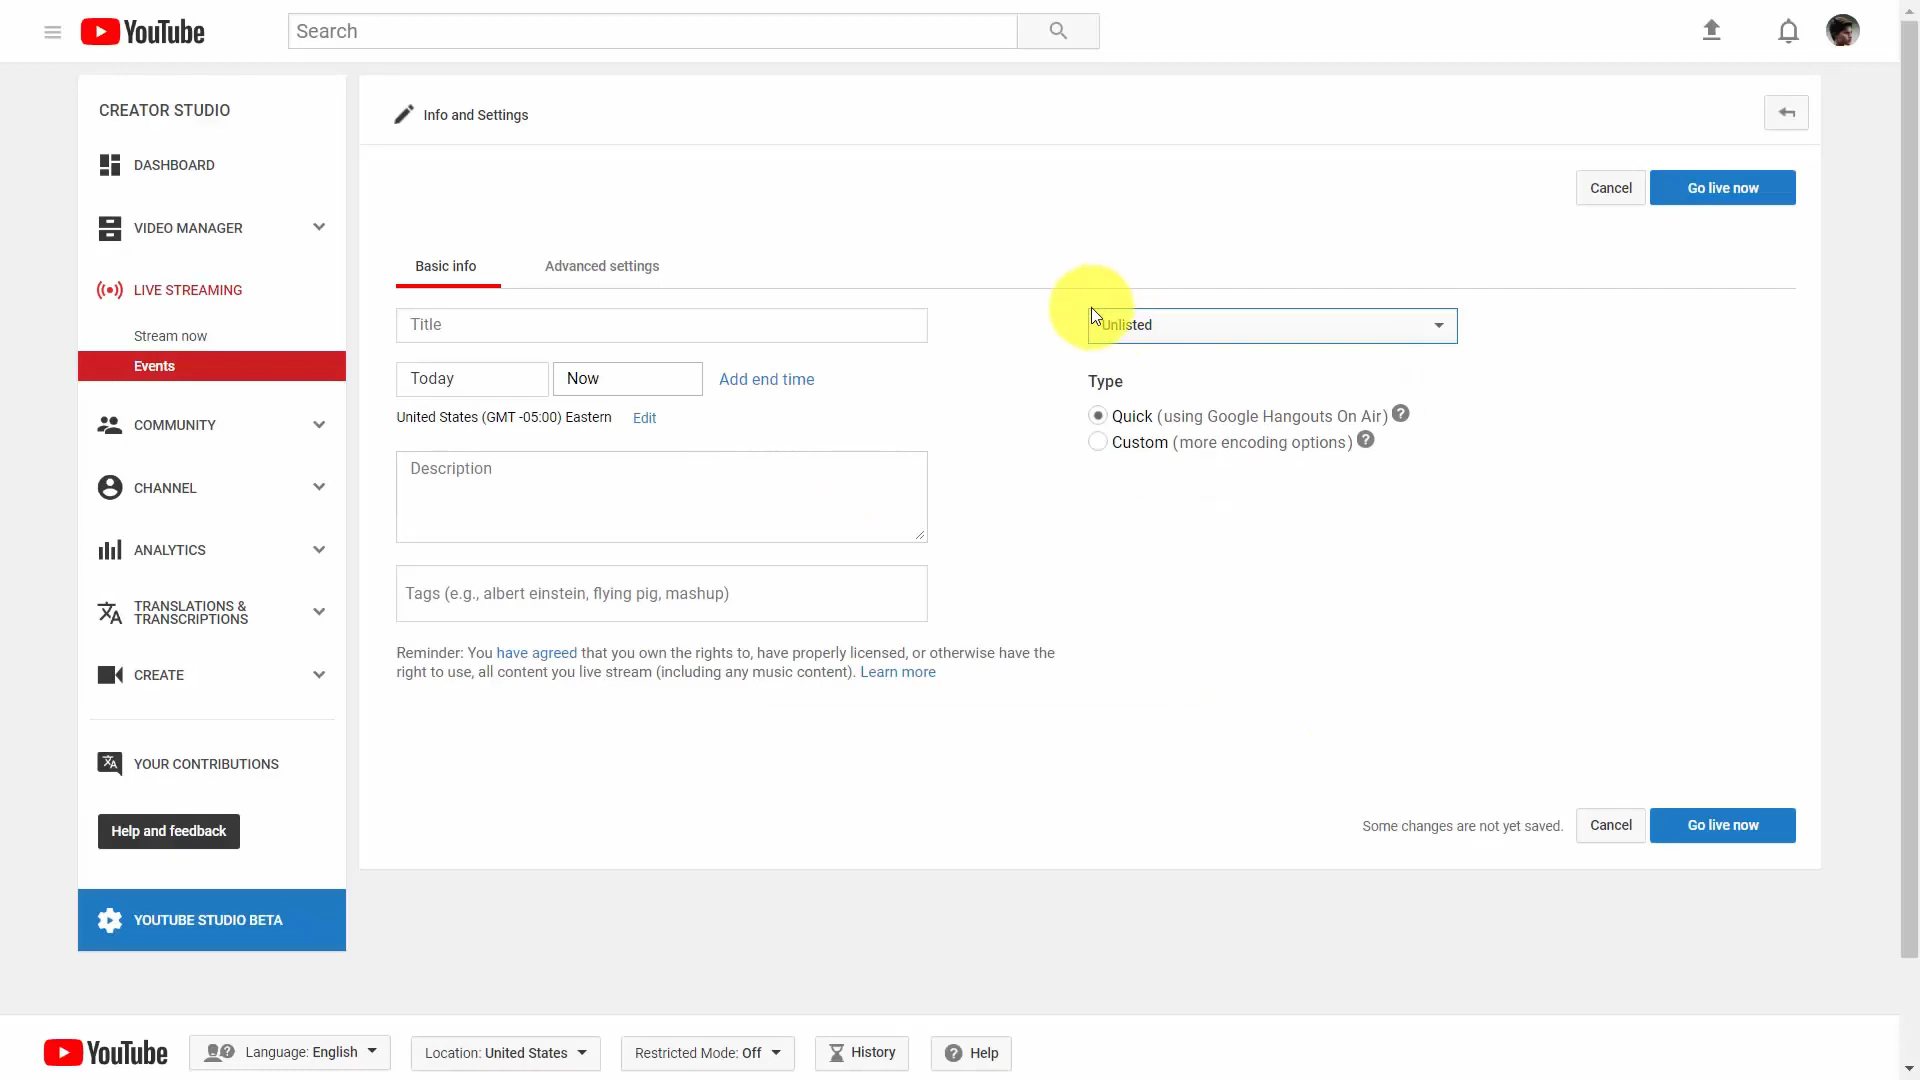 YouTube
Search
CREATOR STUDIO
DASHBOARD
VIDEO MANAGER
LIVE STREAMING
Stream now
Events
COMMUNITY
CHANNEL
ANALYTICS
TRANSLATIONS &
TRANSCRIPTIONS
CREATE
YOUR CONTRIBUTIONS
Help and feedback
YOUTUBE STUDIO BETA
Info and Settings
Cancel
Go live now
Basic info
Advanced settings
Title
Today
Now
Add end time
United States (GMT -05:00) Eastern
Edit
Description
Tags (e.g., albert einstein, flying pig, mashup)
Reminder: You have agreed that you own the rights to, have properly licensed, or otherwise have the
right to use, all content you live stream (including any music content). Learn more
Unlisted
Type
Quick (using Google Hangouts On Air) ?
Custom (more encoding options) ?
Some changes are not yet saved.
Cancel
Go live now
YouTube
Language: English
Location: United States
Restricted Mode: Off
History
Help